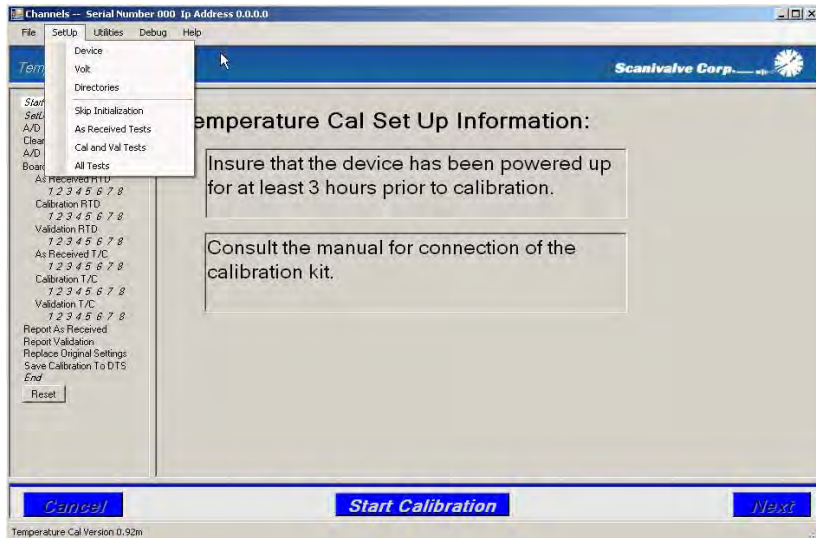 Channels -- Serial Number 000 Ip Address 0.0.0.0
File SetUp Utilities Debug Help
Device
Volt
Directories
Skip Initialization
As Received Tests
Cal and Val Tests
All Tests
Tem
Scanivalve Corp.
emperature Cal Set Up Information:
Insure that the device has been powered up
for at least 3 hours prior to calibration.
Consult the manual for connection of the
calibration kit.
Start
SetU
A/D
Clear
A/D
Board
As Received RTD
1 2 3 4 5 6 7 8
Calibration RTD
1 2 3 4 5 6 7 8
Validation RTD
1 2 3 4 5 6 7 8
As Received T/C
1 2 3 4 5 6 7 8
Calibration T/C
1 2 3 4 5 6 7 8
Validation T/C
1 2 3 4 5 6 7 8
Report As Received
Report Validation
Replace Original Settings
Save Calibration To DTS
End
Reset
Cancel Start Calibration Next
Temperature Cal Version 0.92m